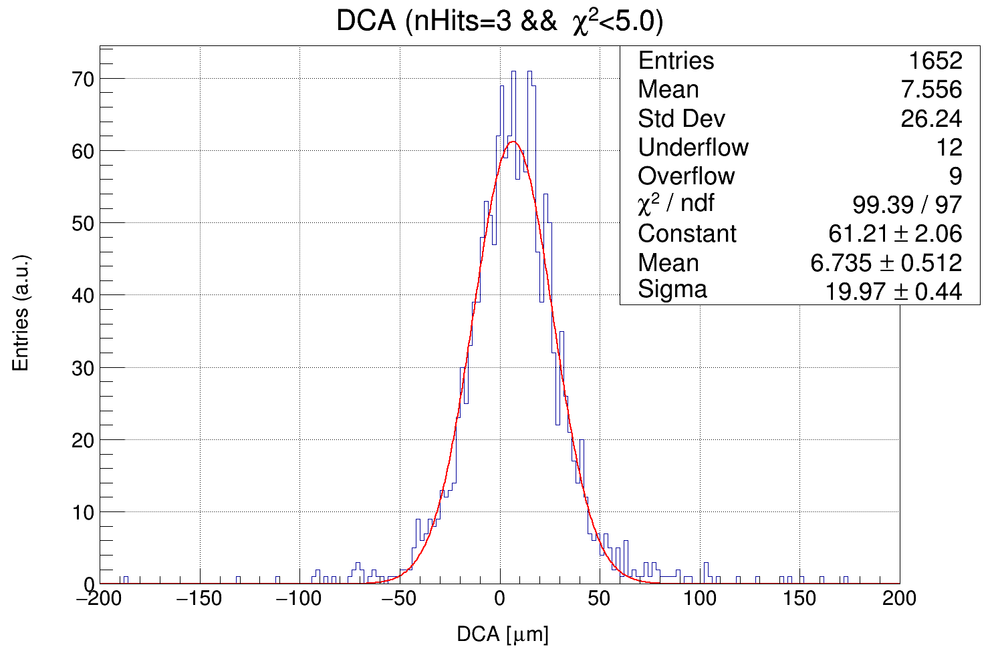 DCA (nHits=3 && χ²<5.0)
Entries 1652
Mean 7.556
Std Dev 26.24
Underflow 12
Overflow 9
χ² / ndf 99.39 / 97
Constant 61.21 ± 2.06
Mean 6.735 ± 0.512
Sigma 19.97 ± 0.44
Entries (a.u.)
70
60
50
40
30
20
10
0
−200 −150 −100 −50 0 50 100 150 200
DCA [μm]